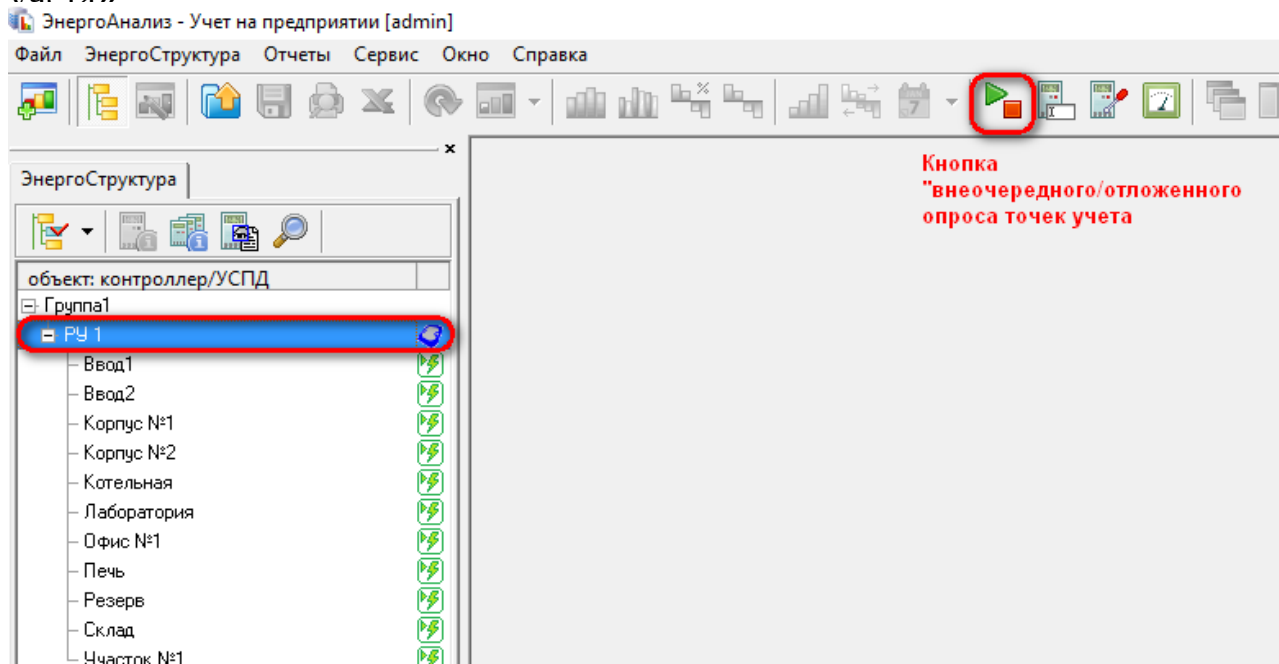 ЭнергоАнализ - Учет на предприятии [admin]
Файл ЭнергоСтруктура Отчеты Сервис Окно Справка
Кнопка
"внеочередного/отложенного
опроса точек учета
ЭнергоСтруктура
объект: контроллер/УСПД
Группа1
РУ 1
Ввод1
Ввод2
Корпус №1
Корпус №2
Котельная
Лаборатория
Офис №1
Печь
Резерв
Склад
Участок №1